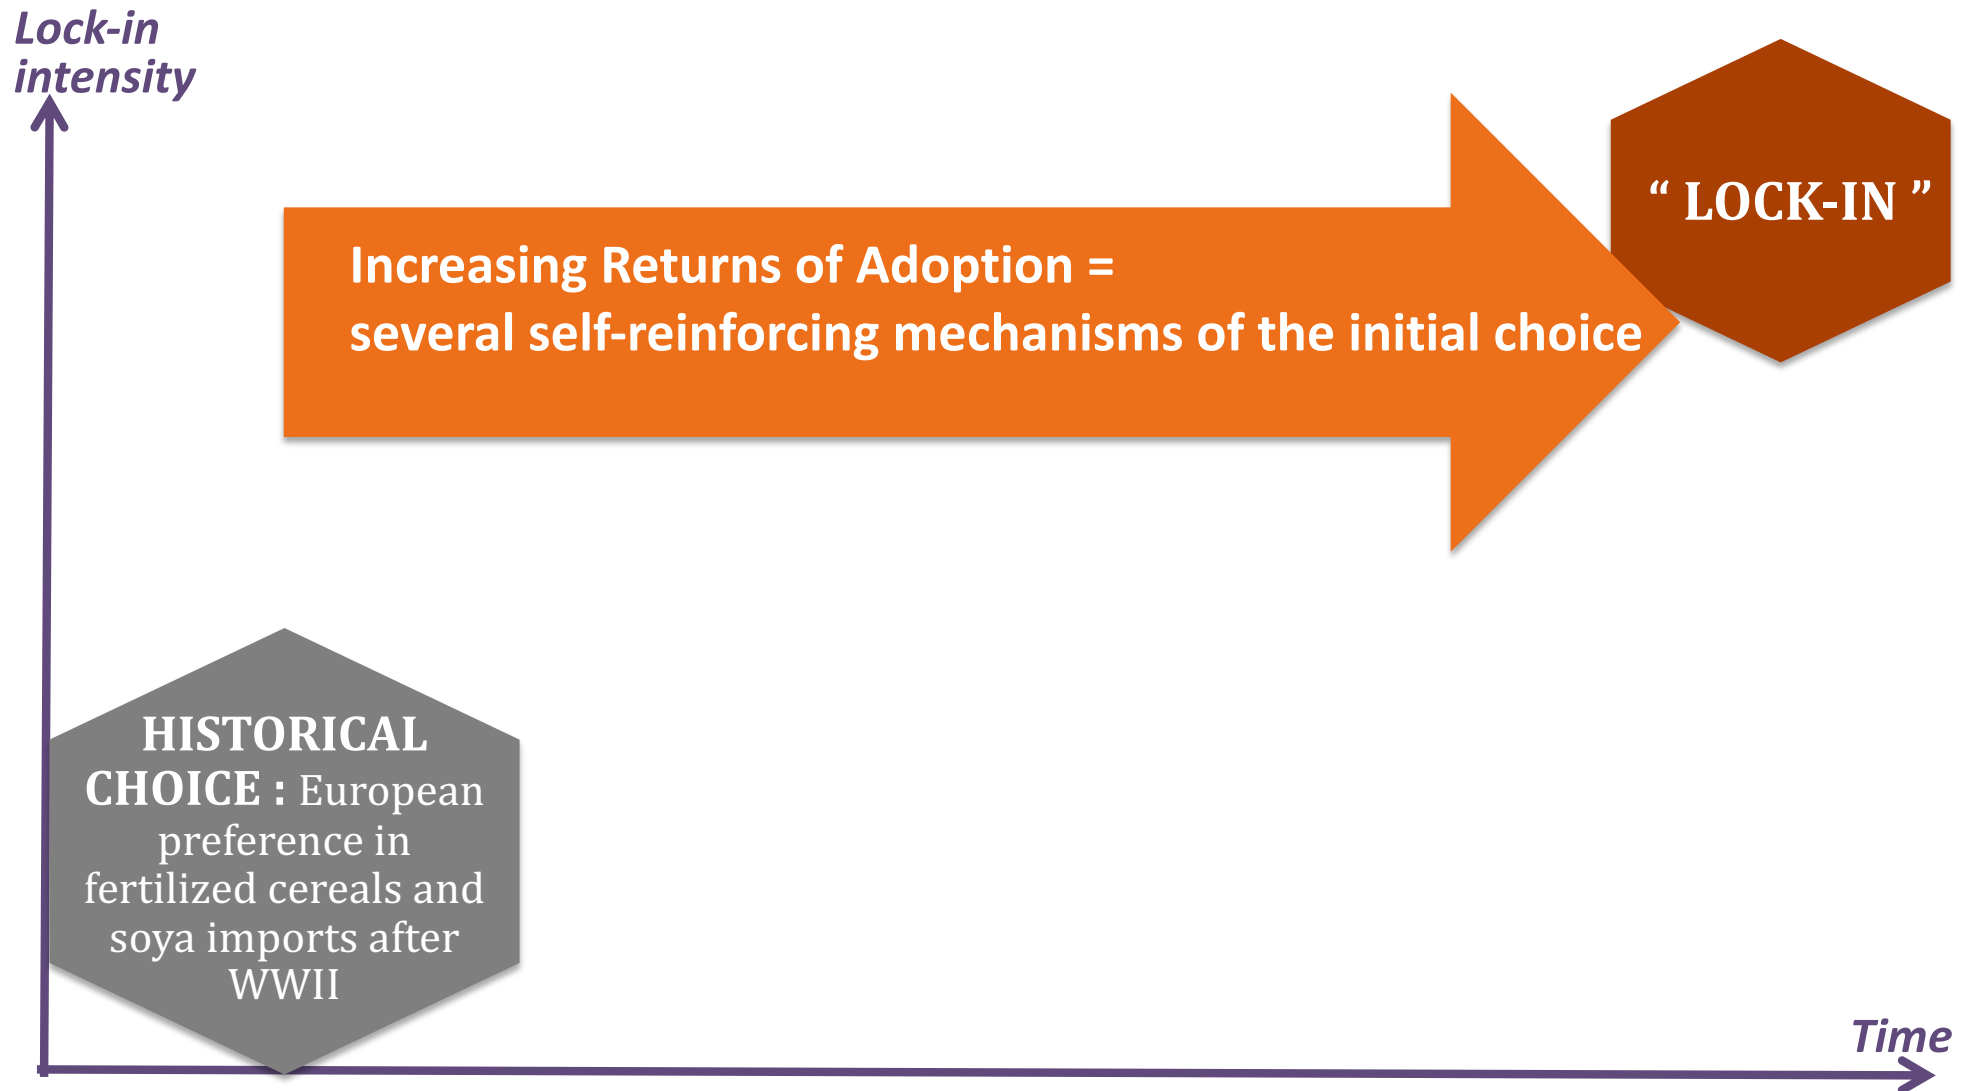 Lock-in
intensity
“ LOCK-IN ”
Increasing Returns of Adoption =
several self-reinforcing mechanisms of the initial choice
HISTORICAL
CHOICE : European
preference in
fertilized cereals and
soya imports after
WWII
Time